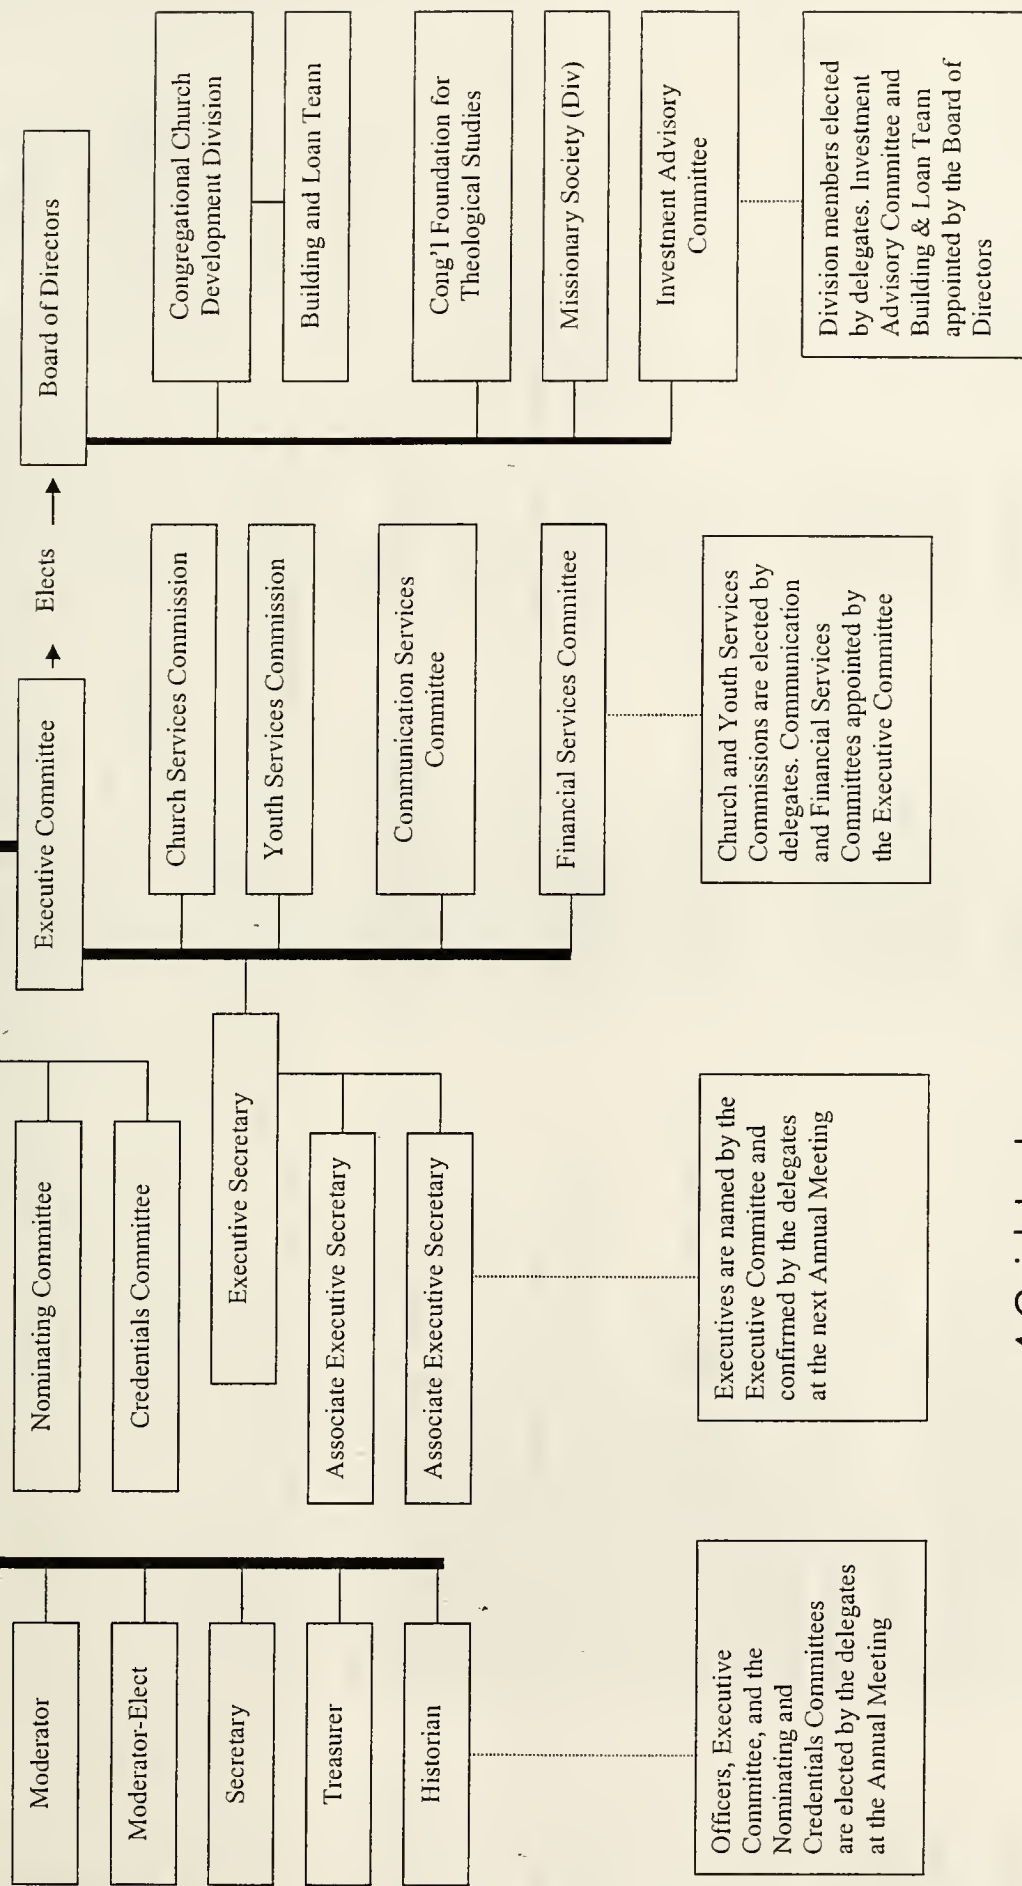 Moderator
Moderator-Elect
Secretary
Treasurer
Historian
Officers, Executive
Committee, and the
Nominating and
Credentials Committees
are elected by the delegates
at the Annual Meeting
Nominating Committee
Credentials Committee
Executive Secretary
Associate Executive Secretary
Associate Executive Secretary
Executives are named by the
Executive Committee and
confirmed by the delegates
at the next Annual Meeting
Executive Committee
Elects
Board of Directors
Church Services Commission
Youth Services Commission
Communication Services
Committee
Financial Services Committee
Church and Youth Services
Commissions are elected by
delegates. Communication
and Financial Services
Committees appointed by
the Executive Committee
Congregational Church
Development Division
Building and Loan Team
Cong'l Foundation for
Theological Studies
Missionary Society (Div)
Investment Advisory
Committee
Division members elected
by delegates. Investment
Advisory Committee and
Building & Loan Team
appointed by the Board of
Directors